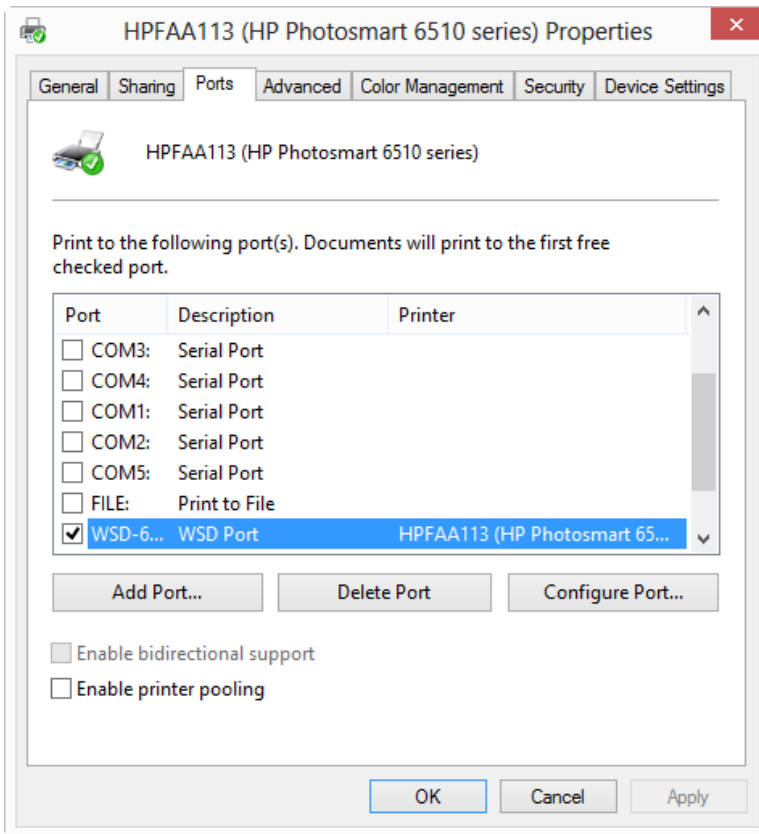 HPFAA113 (HP Photosmart 6510 series) Properties
General Sharing Ports Advanced Color Management Security Device Settings
HPFAA113 (HP Photosmart 6510 series)
Print to the following port(s). Documents will print to the first free
checked port.
Port Description Printer
COM3: Serial Port
COM4: Serial Port
COM1: Serial Port
COM2: Serial Port
COM5: Serial Port
FILE: Print to File
WSD-6... WSD Port HPFAA113 (HP Photosmart 65...
Add Port... Delete Port Configure Port...
Enable bidirectional support
Enable printer pooling
OK Cancel Apply